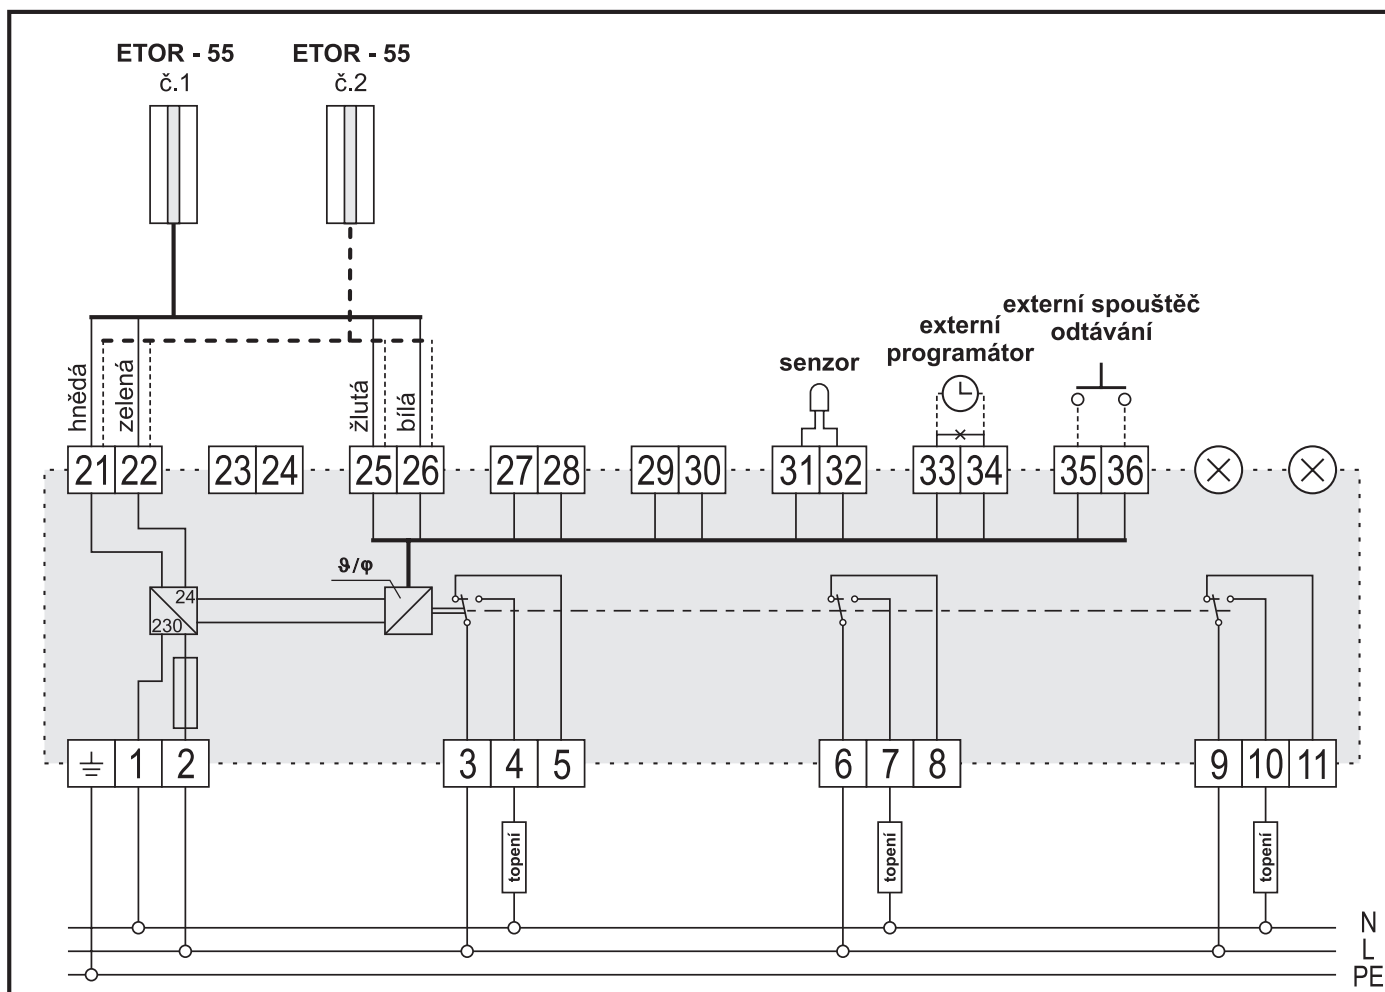 ETOR - 55
č.1
ETOR - 55
č.2
hnědá
zelená
žlutá
bílá
senzor
externí
programátor
externí spouštěč
odtávání
21 22 23 24 25 26 27 28 29 30 31 32 33 34 35 36
ϑ/φ
24
230
1 2 3 4 5 6 7 8 9 10 11
topení
topení
topení
N
L
PE